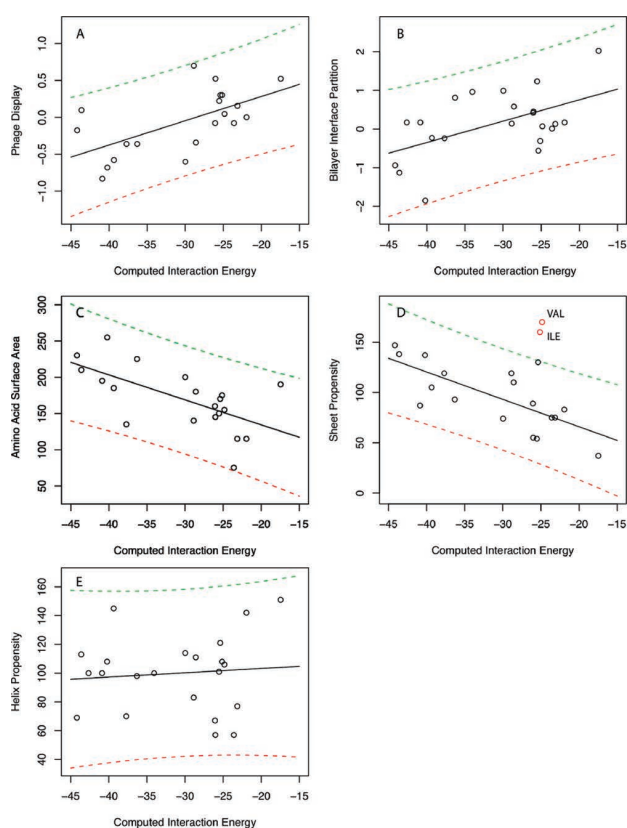 A
Phage Display
1.0
0.5
0.0
-0.5
-1.0
-45 -40 -35 -30 -25 -20 -15
Computed Interaction Energy
B
Bilayer Interface Partition
2
1
0
-1
-2
-45 -40 -35 -30 -25 -20 -15
Computed Interaction Energy
C
Amino Acid Surface Area
300
250
200
150
100
50
-45 -40 -35 -30 -25 -20 -15
Computed Interaction Energy
D
VAL
ILE
Sheet Propensity
150
100
50
0
-45 -40 -35 -30 -25 -20 -15
Computed Interaction Energy
E
Helix Propensity
160
140
120
100
80
60
40
-45 -40 -35 -30 -25 -20 -15
Computed Interaction Energy